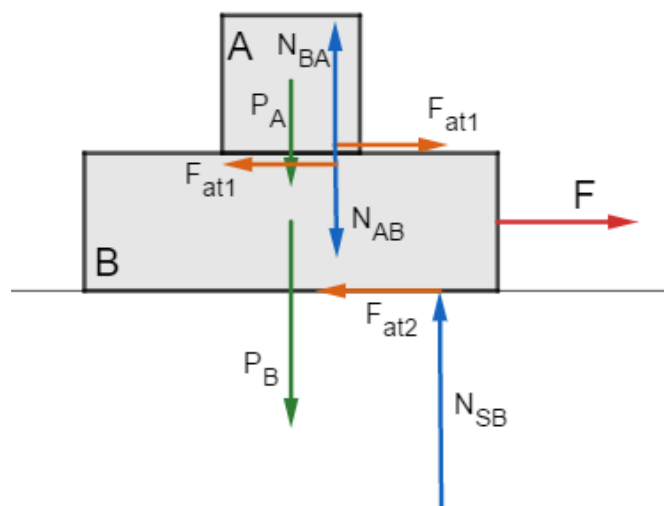 A
N_BA
P_A
F_at1
F_at1
F
N_AB
B
F_at2
P_B
N_SB